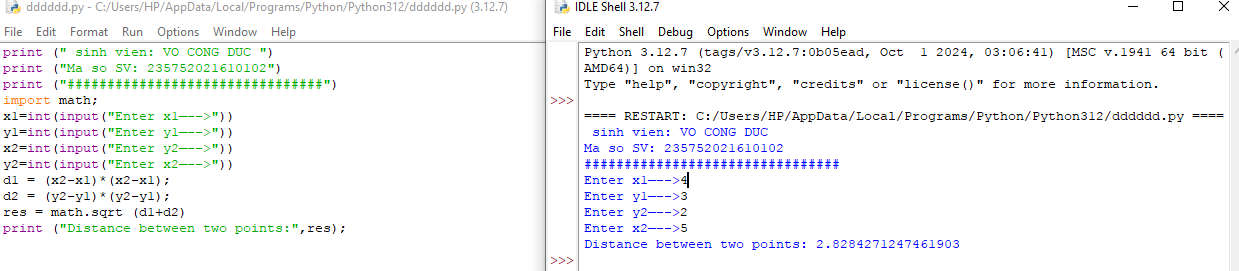 dddddd.py - C:/Users/HP/AppData/Local/Programs/Python/Python312/dddddd.py (3.12.7)
File Edit Format Run Options Window Help
print (" sinh vien: VO CONG DUC ")
print ("Ma so SV: 235752021610102")
print ("################################")
import math;
x1=int(input("Enter x1—-->"))
y1=int(input("Enter y1—-->"))
x2=int(input("Enter y2—-->"))
y2=int(input("Enter x2—-->"))
d1 = (x2-x1)*(x2-x1);
d2 = (y2-y1)*(y2-y1);
res = math.sqrt (d1+d2)
print ("Distance between two points:",res);
IDLE Shell 3.12.7
File Edit Shell Debug Options Window Help
Python 3.12.7 (tags/v3.12.7:0b05ead, Oct  1 2024, 03:06:41) [MSC v.1941 64 bit (
AMD64)] on win32
Type "help", "copyright", "credits" or "license()" for more information.
>>>
==== RESTART: C:/Users/HP/AppData/Local/Programs/Python/Python312/dddddd.py ====
sinh vien: VO CONG DUC
Ma so SV: 235752021610102
################################
Enter x1—-->4
Enter y1—-->3
Enter y2—-->2
Enter x2—-->5
Distance between two points: 2.8284271247461903
>>>